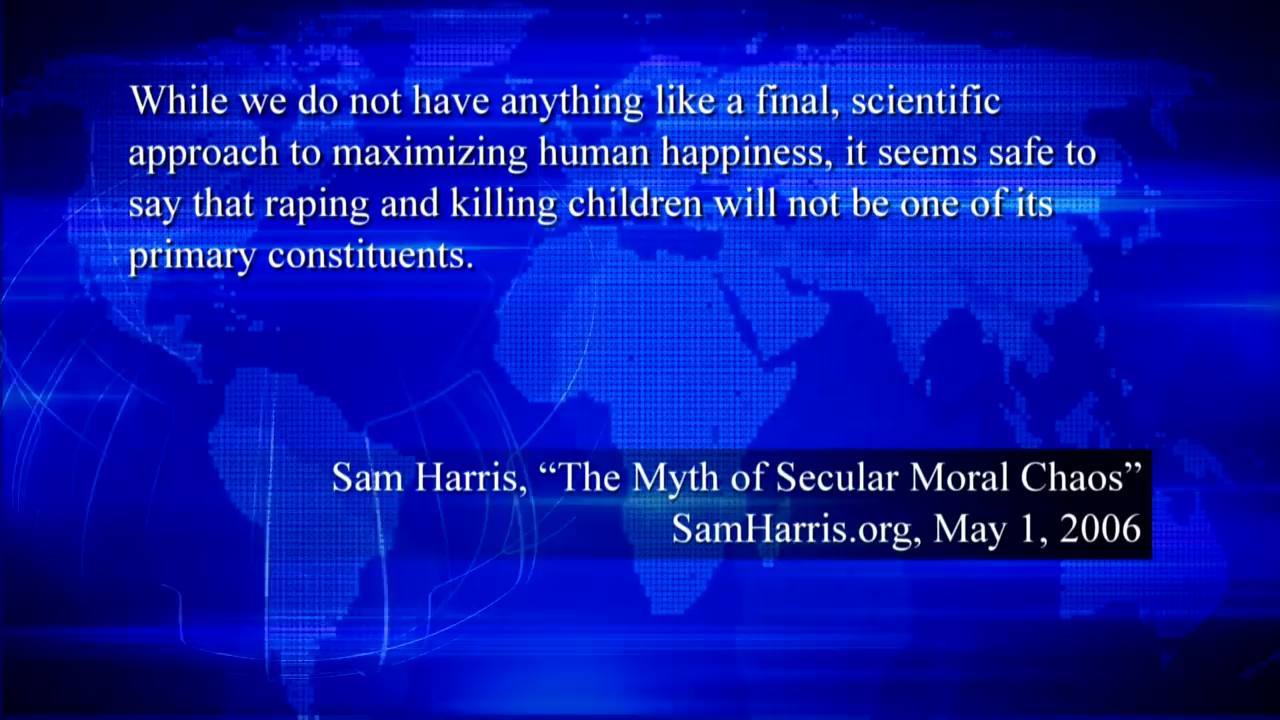 While we do not have anything like a final, scientific
approach to maximizing human happiness, it seems safe to
say that raping and killing children will not be one of its
primary constituents.
Sam Harris, “The Myth of Secular Moral Chaos”
SamHarris.org, May 1, 2006